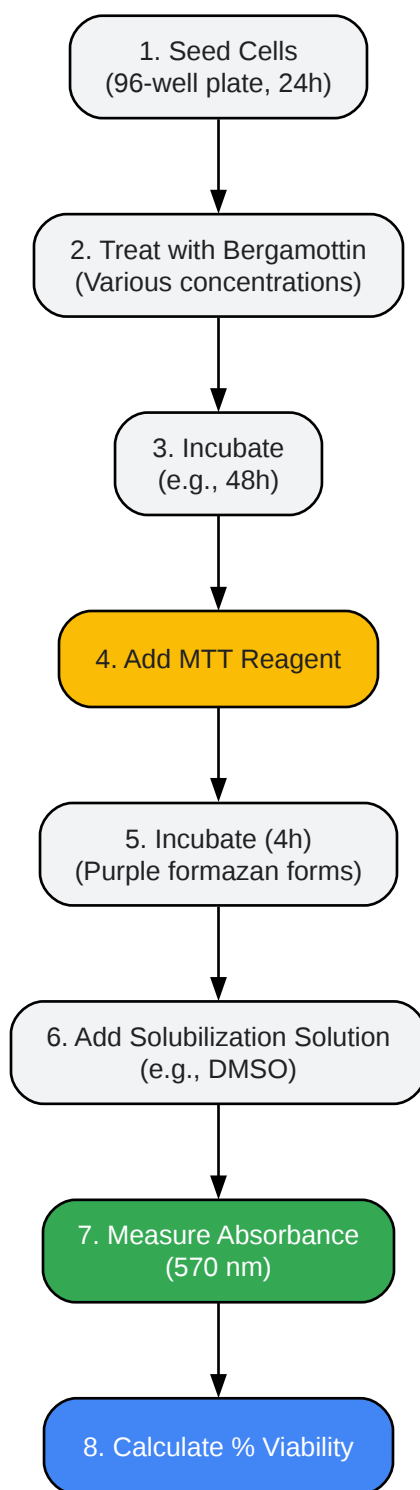 1. Seed Cells
(96-well plate, 24h)
2. Treat with Bergamottin
(Various concentrations)
3. Incubate
(e.g., 48h)
4. Add MTT Reagent
5. Incubate (4h)
(Purple formazan forms)
6. Add Solubilization Solution
(e.g., DMSO)
7. Measure Absorbance
(570 nm)
8. Calculate % Viability